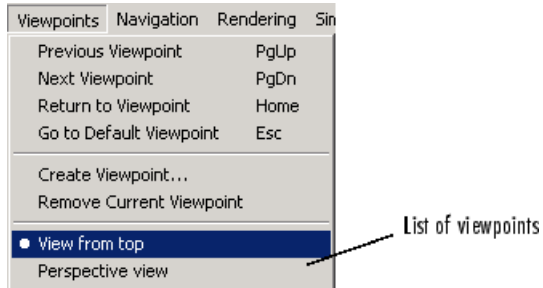 Viewpoints Navigation Rendering
Previous Viewpoint PgUp
Next Viewpoint PgDn
Return to Viewpoint Home
Go to Default Viewpoint Esc
Create Viewpoint...
Remove Current Viewpoint
View from top
Perspective view
List of viewpoints